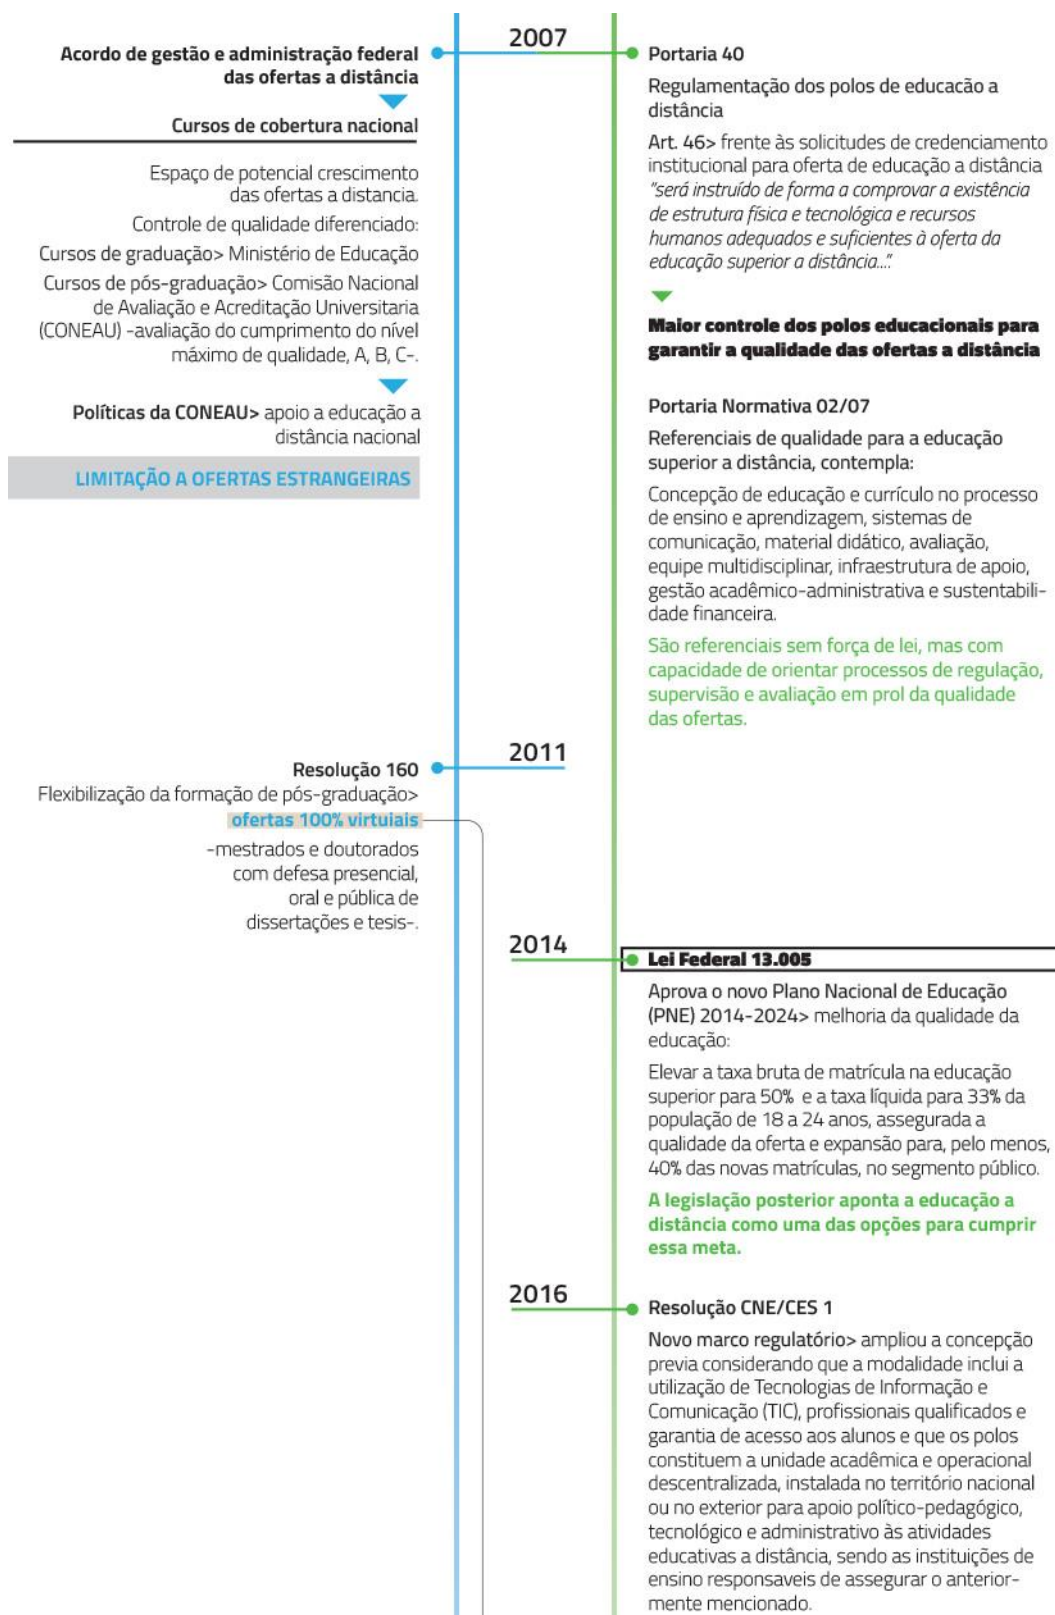 2007
Acordo de gestão e administração federal
das ofertas a distância
Cursos de cobertura nacional
Espaço de potencial crescimento
das ofertas a distancia.
Controle de qualidade diferenciado:
Cursos de graduação> Ministério de Educação
Cursos de pós-graduação> Comisão Nacional
de Avaliação e Acreditação Universitaria
(CONEAU) -avaliação do cumprimento do nível
máximo de qualidade, A, B, C-.
Políticas da CONEAU> apoio a educação a
distância nacional
LIMITAÇÃO A OFERTAS ESTRANGEIRAS
Portaria 40
Regulamentação dos polos de educacão a
distância
Art. 46> frente às solicitudes de credenciamento
institucional para oferta de educação a distância
"será instruído de forma a comprovar a existência
de estrutura física e tecnológica e recursos
humanos adequados e suficientes à oferta da
educação superior a distância...."
Maior controle dos polos educacionais para
garantir a qualidade das ofertas a distância
Portaria Normativa 02/07
Referenciais de qualidade para a educação
superior a distância, contempla:
Concepção de educação e currículo no processo
de ensino e aprendizagem, sistemas de
comunicação, material didático, avaliação,
equipe multidisciplinar, infraestrutura de apoio,
gestão acadêmico-administrativa e sustentabili-
dade financeira.
São referenciais sem força de lei, mas com
capacidade de orientar processos de regulação,
supervisão e avaliação em prol da qualidade
das ofertas.
2011
Resolução 160
Flexibilização da formação de pós-graduação>
ofertas 100% virtuiais
-mestrados e doutorados
com defesa presencial,
oral e pública de
dissertações e tesis-.
2014
Lei Federal 13.005
Aprova o novo Plano Nacional de Educação
(PNE) 2014-2024> melhoria da qualidade da
educação:
Elevar a taxa bruta de matrícula na educação
superior para 50% e a taxa líquida para 33% da
população de 18 a 24 anos, assegurada a
qualidade da oferta e expansão para, pelo menos,
40% das novas matrículas, no segmento público.
A legislação posterior aponta a educação a
distância como uma das opções para cumprir
essa meta.
2016
Resolução CNE/CES 1
Novo marco regulatório> ampliou a concepção
previa considerando que a modalidade inclui a
utilização de Tecnologias de Informação e
Comunicação (TIC), profissionais qualificados e
garantia de acesso aos alunos e que os polos
constituem a unidade acadêmica e operacional
descentralizada, instalada no território nacional
ou no exterior para apoio político-pedagógico,
tecnológico e administrativo às atividades
educativas a distância, sendo as instituições de
ensino responsaveis de assegurar o anterior-
mente mencionado.